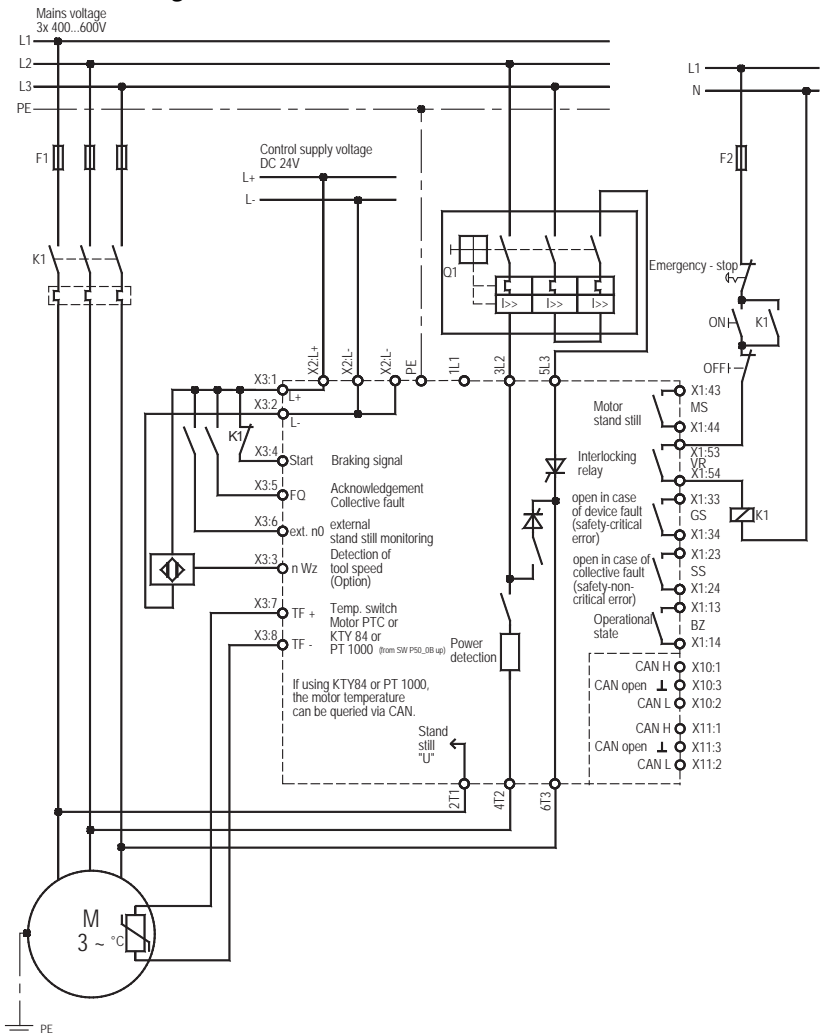 Mains voltage
3x 400...600V
L1
L2
L3
PE
L1
N
F1
F2
Control supply voltage
DC 24V
L+
L-
K1
Q1
I>>
I>>
I>>
Emergency - stop
ON
K1
OFF
X2:L+
X2:L-
X2:L-
PE
1L1
3L2
5L3
X3:1
L+
X3:2
L-
K1
X3:4
Start
Braking signal
X3:5
FQ
Acknowledgement
Collective fault
X3:6
ext. n0
external
stand still monitoring
X3:3
n Wz
Detection of
tool speed
(Option)
X3:7
TF +
X3:8
TF -
Temp. switch
Motor PTC or
KTY 84 or
PT 1000 (from SW P50_0B up)
Power
detection
If using KTY84 or PT 1000,
the motor temperature
can be queried via CAN.
Stand
still
"U"
Motor
stand still
X1:43
MS
X1:44
Interlocking
relay
X1:53
VR
X1:54
K1
open in case
of device fault
(safety-critical
error)
X1:33
GS
X1:34
open in case of
collective fault
(safety-non-
critical error)
X1:23
SS
X1:24
Operational
state
X1:13
BZ
X1:14
CAN H X10:1
CAN open X10:3
CAN L X10:2
CAN H X11:1
CAN open X11:3
CAN L X11:2
2T1
4T2
6T3
M
3 ~
°C
PE